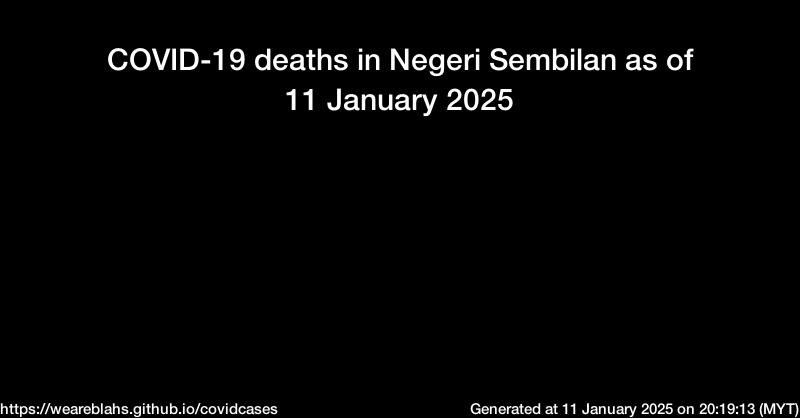 COVID-19 deaths in Negeri Sembilan as of
11 January 2025
https://weareblahs.github.io/covidcases
Generated at 11 January 2025 on 20:19:13 (MYT)